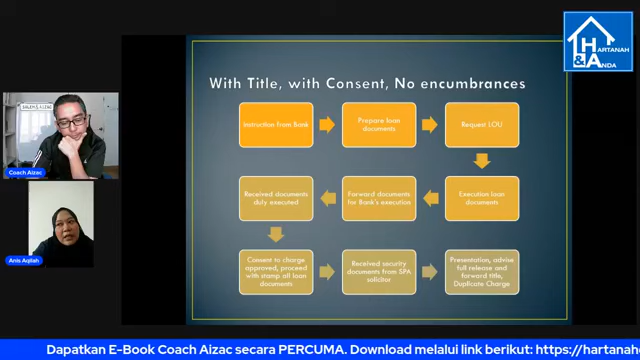 With Title, with Consent, No encumbrances
HARTANAH
& ANDA
Instruction from Bank
Prepare loan
documents
Request LOU
Received documents
duly executed
Forward documents
for Bank's execution
Execution loan
documents
Consent to charge
approved, proceed
with stamp all loan
documents
Received security
documents from SPA
solicitor
Presentation, advise
full release and
forward title,
Duplicate Charge
Coach Aizac
Anis Aqilah
Dapatkan E-Book Coach Aizac secara PERCUMA. Download melalui link berikut: https://hartanah